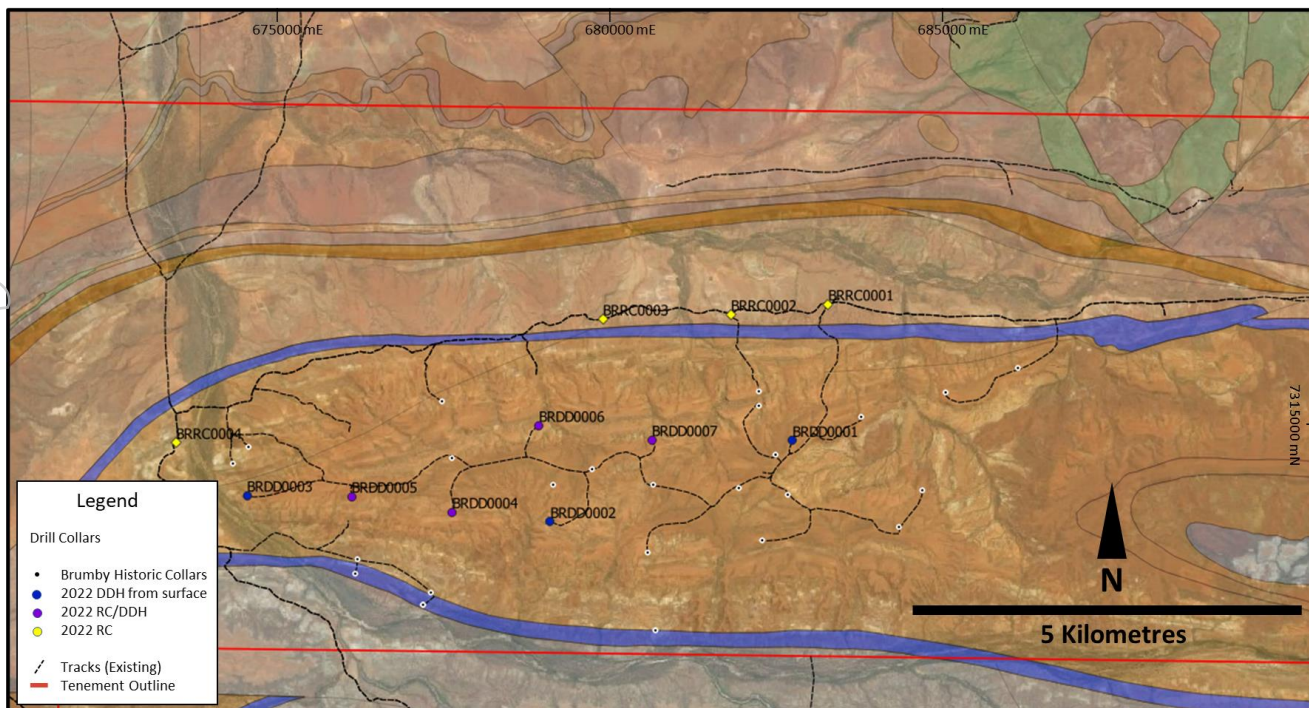 675000 mE
680000 mE
685000 mE
BRRC0001
BRRC0002
BRRC0003
BRDD0006
BRDD0007
BRDD0001
BRRC0004
7315000 mN
BRDD0003
BRDD0005
BRDD0004
BRDD0002
Legend
Drill Collars
Brumby Historic Collars
2022 DDH from surface
2022 RC/DDH
2022 RC
Tracks (Existing)
Tenement Outline
N
5 Kilometres